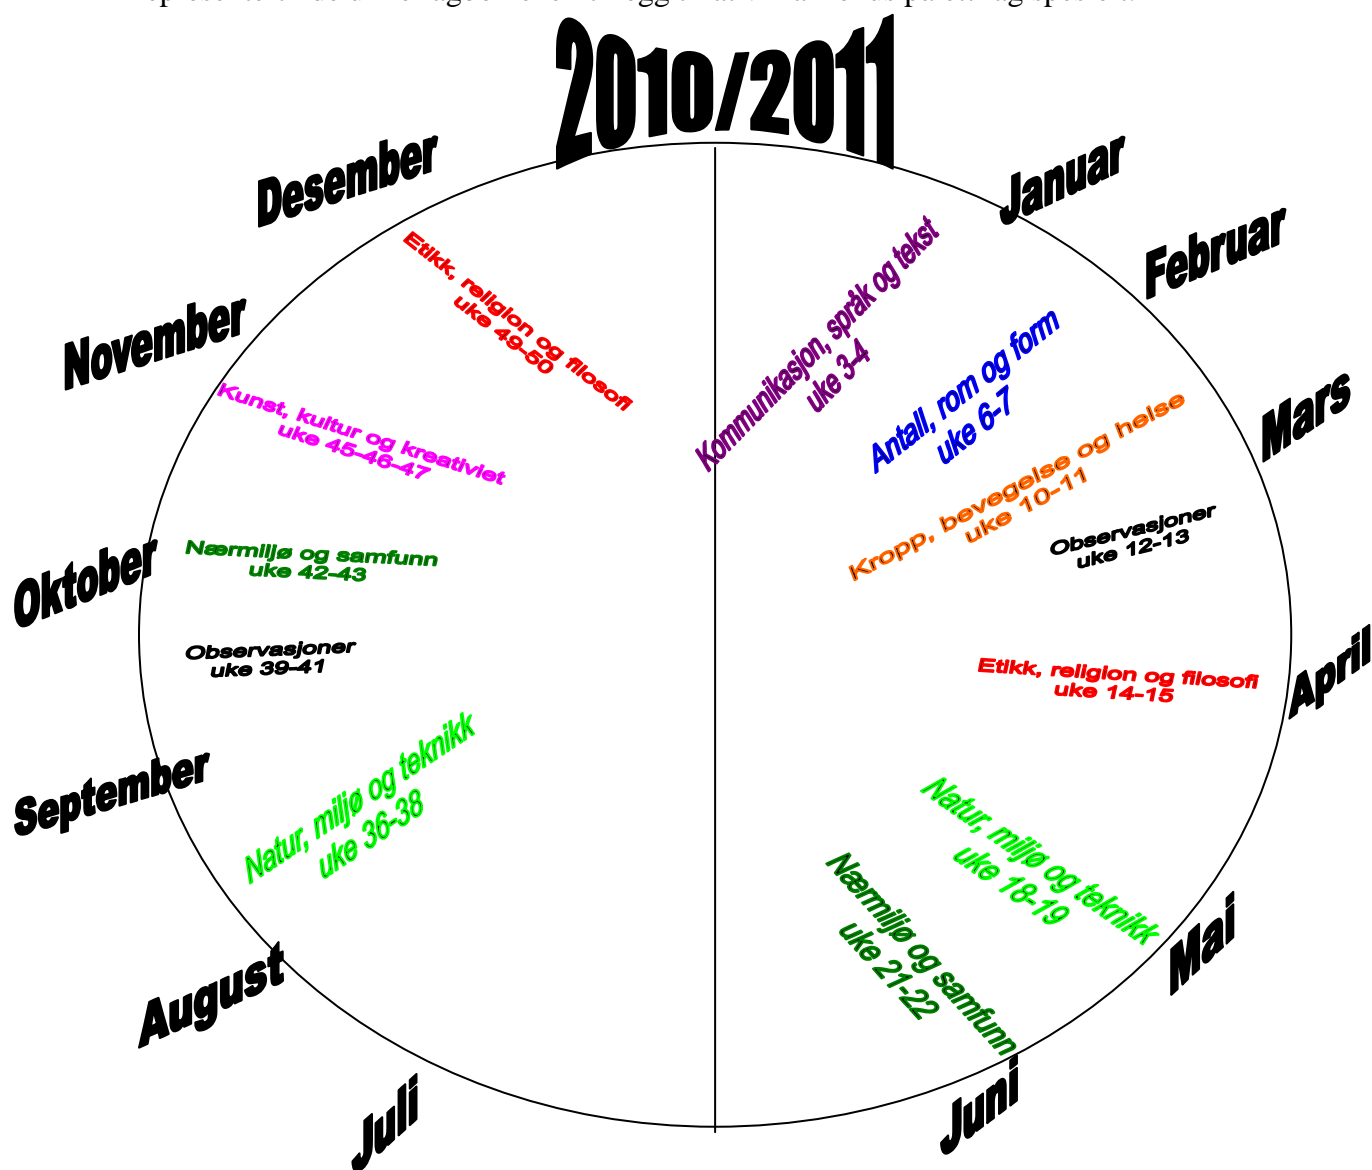 2010/2011
Desember
Januar
Februar
November
Mars
Oktober
April
September
Mai
August
Juni
Juli
Etikk, religion og filosofi
uke 49-50
Kunst, kultur og kreativiet
uke 45-46-47
Nærmiljø og samfunn
uke 42-43
Observasjoner
uke 39-41
Natur, miljø og teknikk
uke 36-38
Kommunikasjon, språk og tekst
uke 3-4
Antall, rom og form
uke 6-7
Kropp, bevegelse og helse
uke 10-11
Observasjoner
uke 12-13
Etikk, religion og filosofi
uke 14-15
Natur, miljø og teknikk
uke 18-19
Nærmiljø og samfunn
uke 21-22